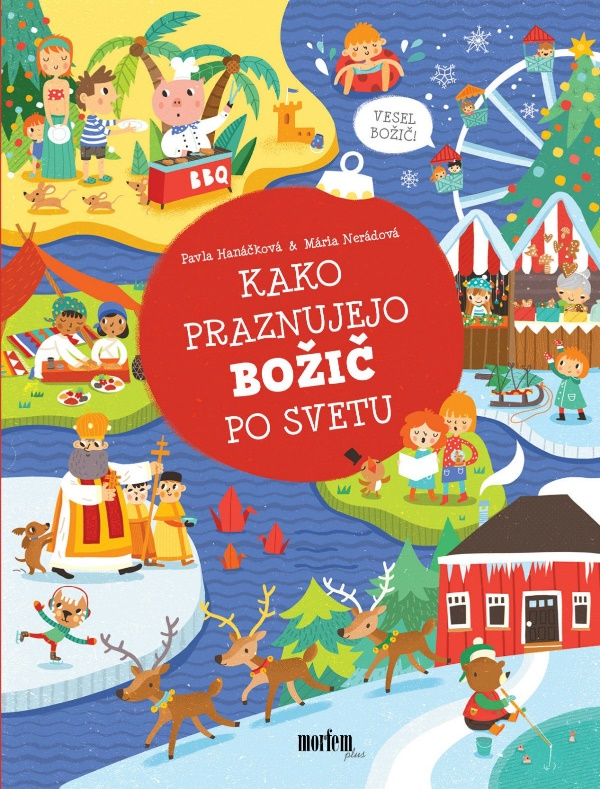 VESEL
BOŽIČ!
BBQ
Pavla Hanáčková & Mária Nerádová
KAKO
PRAZNUJEJO
BOŽIČ
PO SVETU
morfem
plus